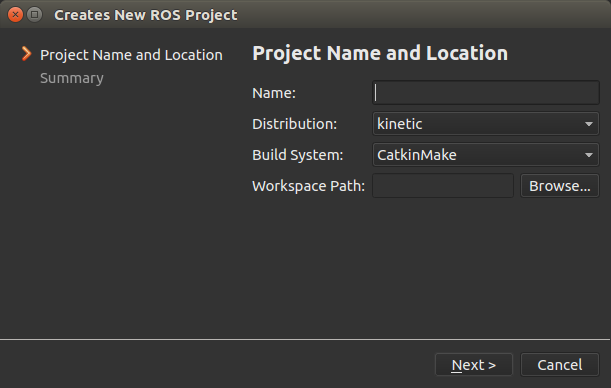 Creates New ROS Project
Project Name and Location
Summary
Project Name and Location
Name:
Distribution: kinetic
Build System: CatkinMake
Workspace Path: Browse...
Next > Cancel